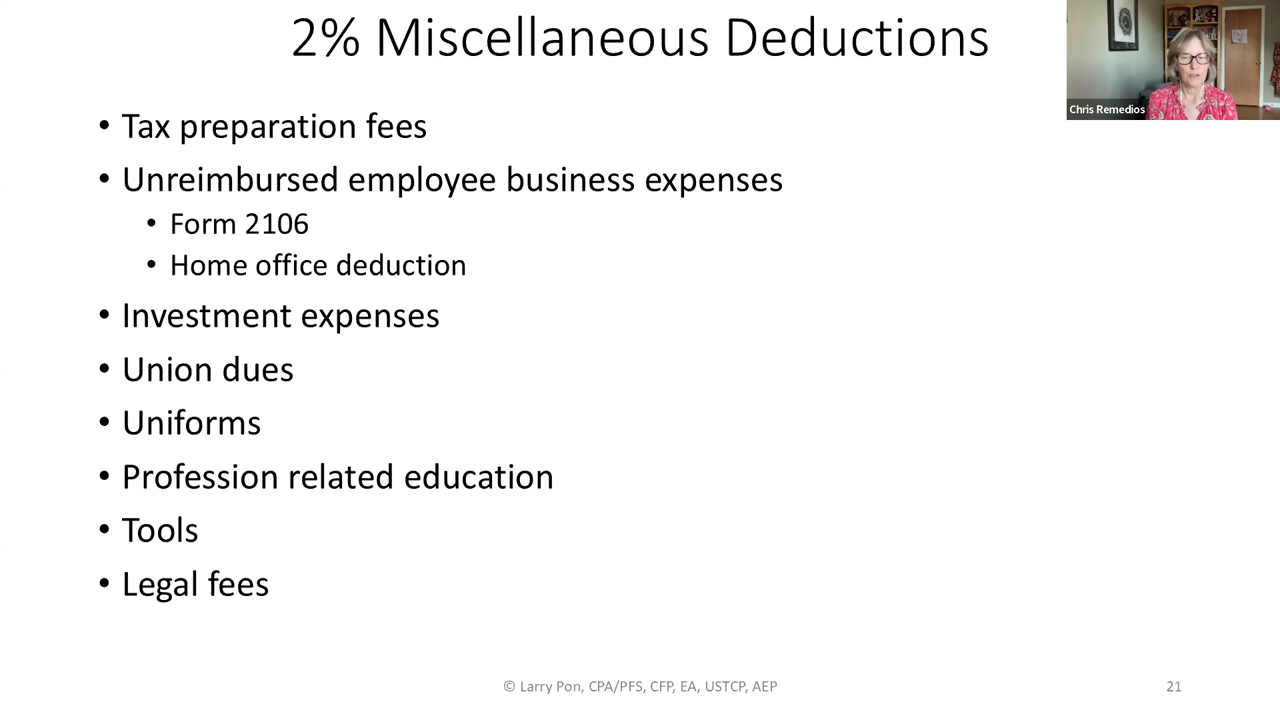 2% Miscellaneous Deductions
Chris Remedios
• Tax preparation fees
• Unreimbursed employee business expenses
• Form 2106
• Home office deduction
• Investment expenses
• Union dues
• Uniforms
• Profession related education
• Tools
• Legal fees
© Larry Pon, CPA/PFS, CFP, EA, USTCP, AEP
21